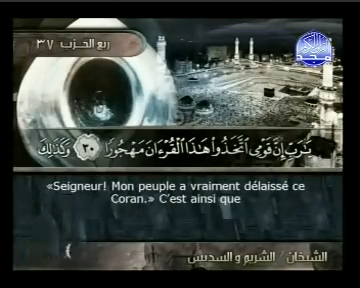 ربع الحزب ٣٧
يَٰرَبِّ إِنَّ قَوْمِى ٱتَّخَذُوا۟ هَٰذَا ٱلْقُرْءَانَ مَهْجُورًا ٣٠ وَكَذَٰلِكَ
«Seigneur! Mon peuple a vraiment délaissé ce
Coran.» C'est ainsi que
الشيخان / الشريم و السديس